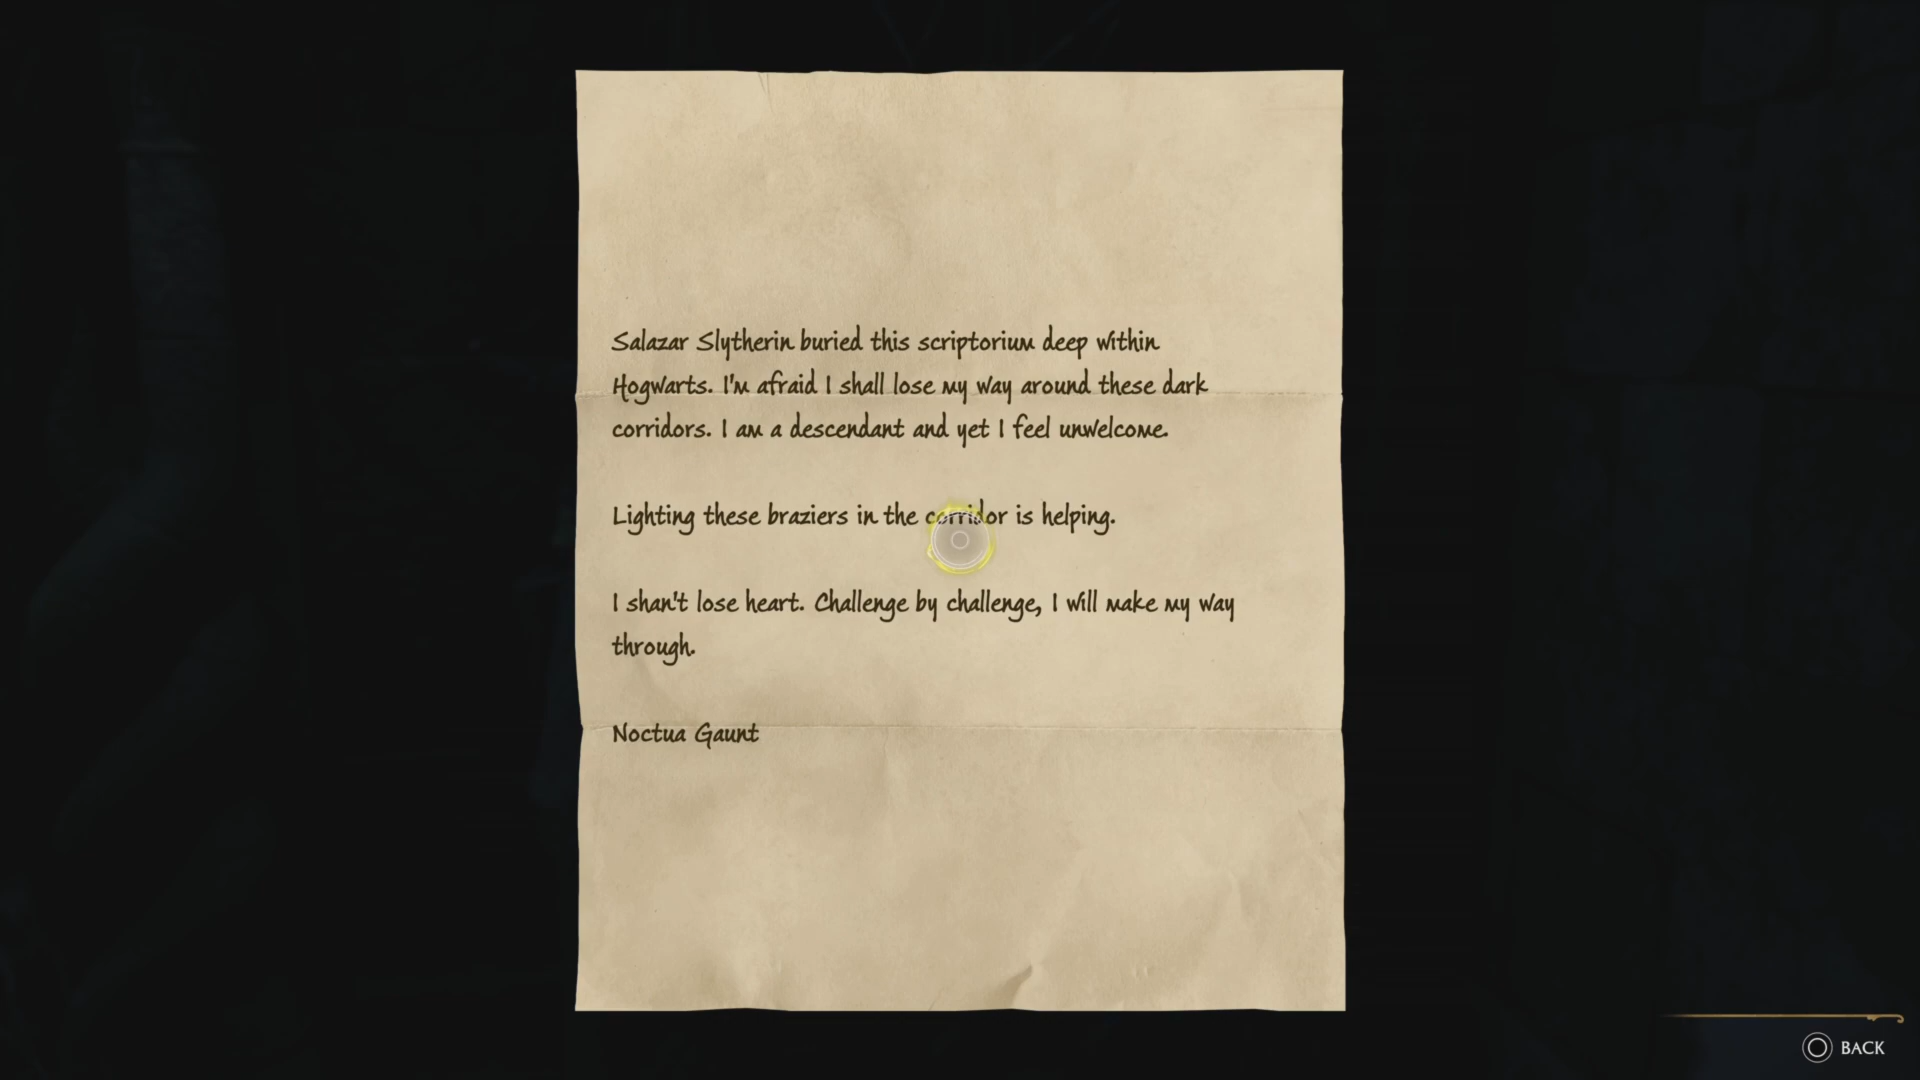 Salazar Slytherin buried this scriptorium deep within
Hogwarts. I'm afraid I shall lose my way around these dark
corridors. I am a descendant and yet I feel unwelcome.
Lighting these braziers in the corridor is helping.
I shan't lose heart. Challenge by challenge, I will make my way
through.
Noctua Gaunt
BACK